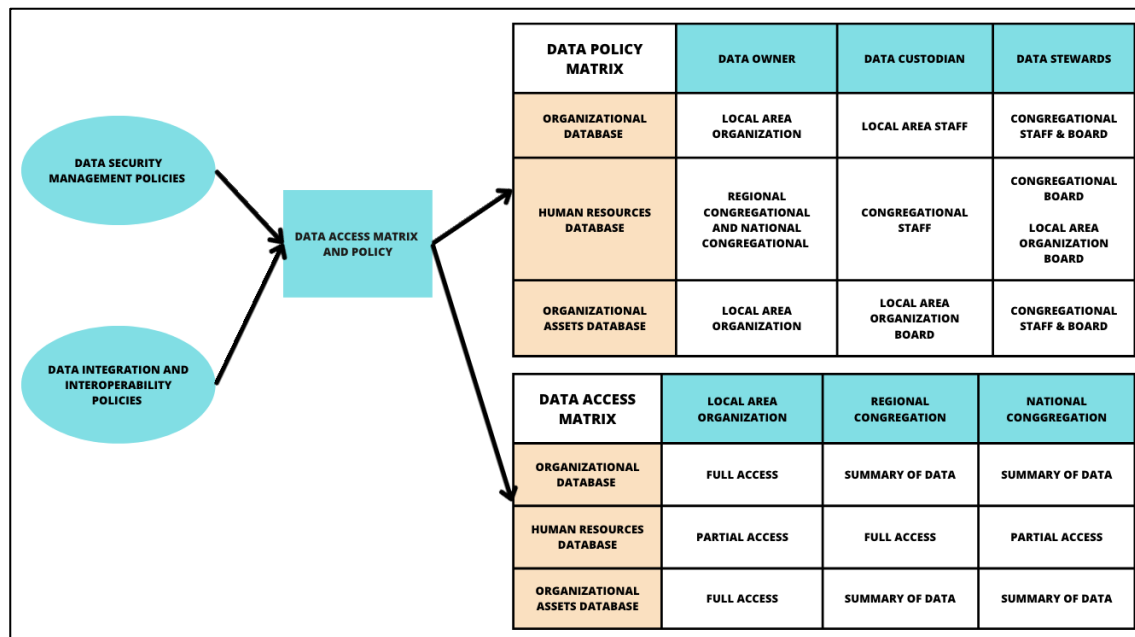 DATA SECURITY
MANAGEMENT POLICIES
DATA INTEGRATION AND
INTEROPERABILITY
POLICIES
DATA ACCESS MATRIX
AND POLICY
DATA POLICY
MATRIX
DATA OWNER
DATA CUSTODIAN
DATA STEWARDS
ORGANIZATIONAL
DATABASE
LOCAL AREA
ORGANIZATION
LOCAL AREA STAFF
CONGREGATIONAL
STAFF & BOARD
HUMAN RESOURCES
DATABASE
REGIONAL
CONGREGATIONAL
AND NATIONAL
CONGREGATIONAL
CONGREGATIONAL
STAFF
CONGREGATIONAL
BOARD
LOCAL AREA
ORGANIZATION
BOARD
ORGANIZATIONAL
ASSETS DATABASE
LOCAL AREA
ORGANIZATION
LOCAL AREA
ORGANIZATION
BOARD
CONGREGATIONAL
STAFF & BOARD
DATA ACCESS
MATRIX
LOCAL AREA
ORGANIZATION
REGIONAL
CONGREGATION
NATIONAL
CONGGREGATION
ORGANIZATIONAL
DATABASE
FULL ACCESS
SUMMARY OF DATA
SUMMARY OF DATA
HUMAN RESOURCES
DATABASE
PARTIAL ACCESS
FULL ACCESS
PARTIAL ACCESS
ORGANIZATIONAL
ASSETS DATABASE
FULL ACCESS
SUMMARY OF DATA
SUMMARY OF DATA